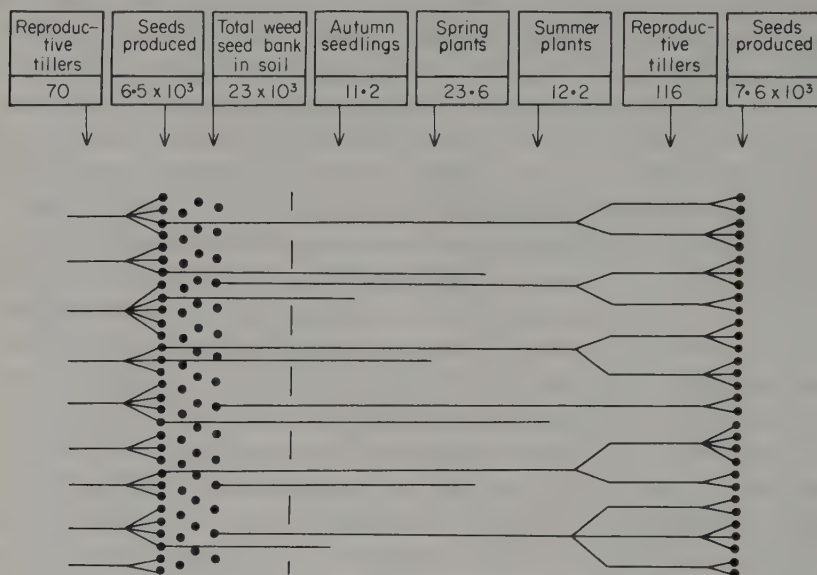 Reproduc-
tive
tillers
70
Seeds
produced
6·5 x 10³
Total weed
seed bank
in soil
23 x 10³
Autumn
seedlings
11·2
Spring
plants
23·6
Summer
plants
12·2
Reproduc-
tive
tillers
116
Seeds
produced
7·6 x 10³